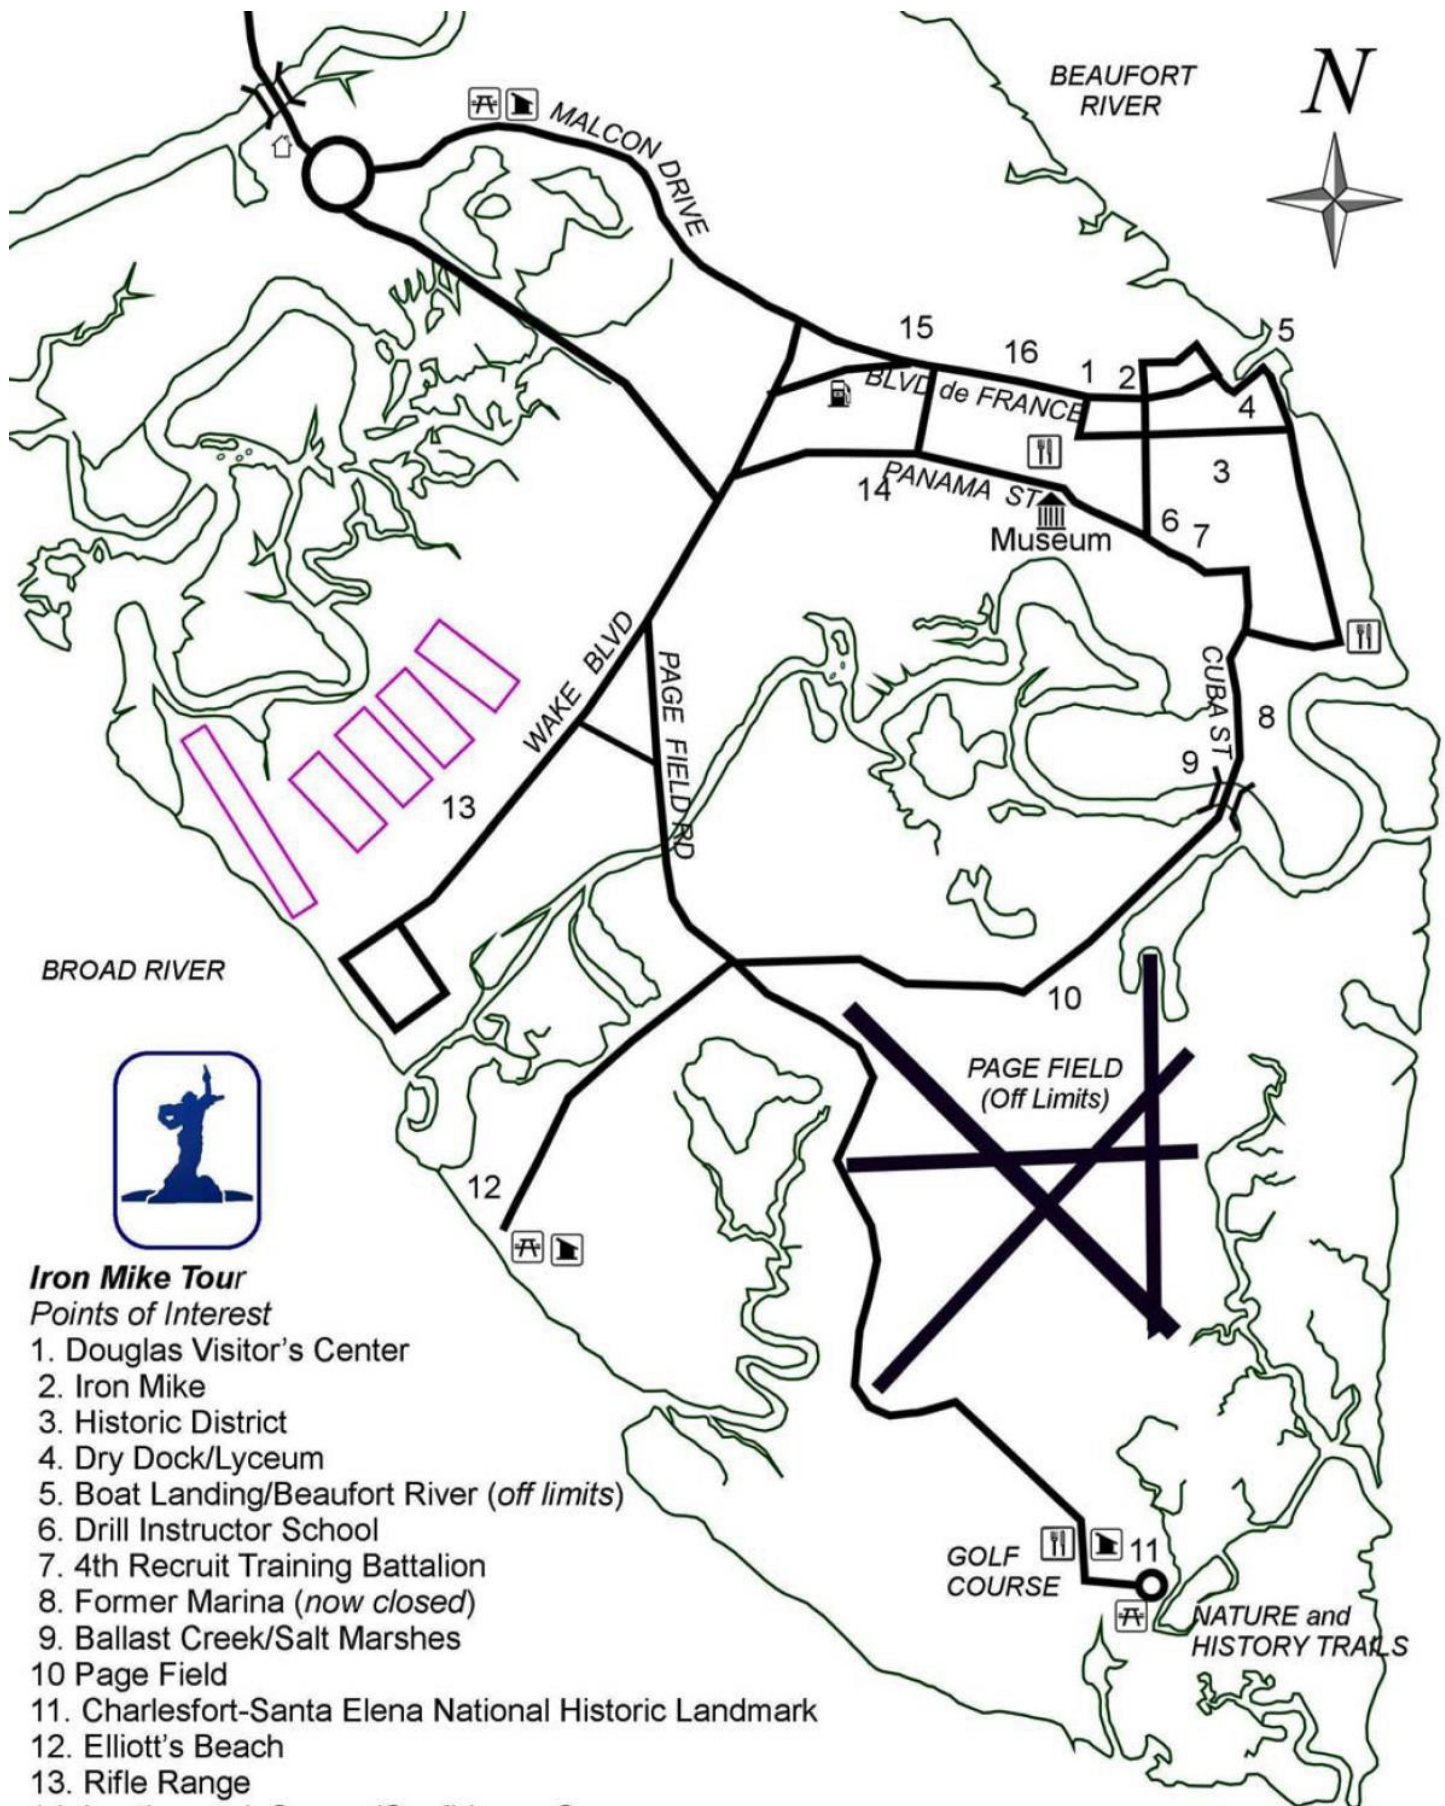 BEAUFORT
RIVER
N
MALCON DRIVE
15
16
1
2
5
BLVD de FRANCE
4
3
PANAMA ST
14
6
7
Museum
WAKE BLVD
PAGE FIELD RD
CUBA ST
8
9
13
BROAD RIVER
10
PAGE FIELD
(Off Limits)
12
Iron Mike Tour
Points of Interest
1. Douglas Visitor's Center
2. Iron Mike
3. Historic District
4. Dry Dock/Lyceum
5. Boat Landing/Beaufort River (off limits)
6. Drill Instructor School
7. 4th Recruit Training Battalion
8. Former Marina (now closed)
9. Ballast Creek/Salt Marshes
10 Page Field
11. Charlesfort-Santa Elena National Historic Landmark
12. Elliott's Beach
13. Rifle Range
GOLF
COURSE
11
NATURE and
HISTORY TRAILS